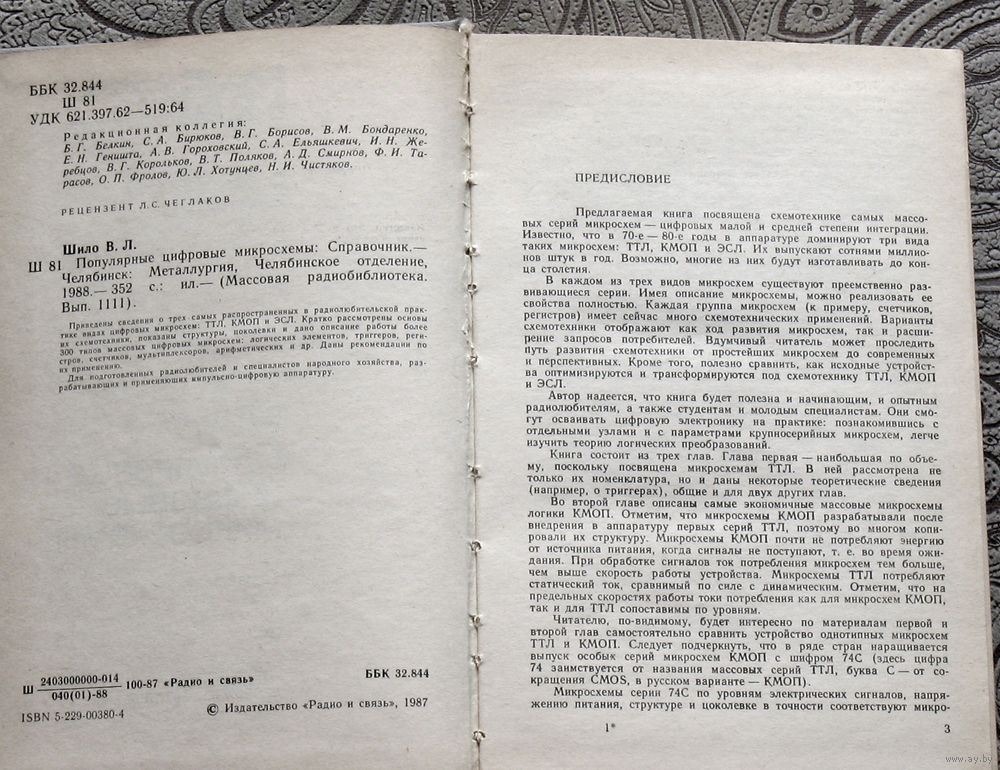 ББК 32.844
Ш 81
УДК 621.397.62—519:64
Редакционная коллегия:
Б. Г. Белкин, С. А. Бирюков, В. Г. Борисов, В. М. Бондаренко,
Е. Н. Геништа, А. В. Гороховский, С. А. Ельяшкевич, И. Н. Же-
ребцов, В. Г. Корольков, В. Т. Поляков, А. Д. Смирнов, Ф. И. Та-
расов, О. П. Фролов, Ю. Л. Хотунцев, Н. И. Чистяков.
РЕЦЕНЗЕНТ Л.С. ЧЕГЛАКОВ
Шило В. Л.
Ш 81 Популярные цифровые микросхемы: Справочник.—
Челябинск: Металлургия, Челябинское отделение,
1988.— 352 с.: ил.— (Массовая радиобиблиотека.
Вып. 1111).
Приведены сведения о трех самых распространенных в радиолюбительской прак-
тике видах цифровых микросхем: ТТЛ, КМОП и ЭСЛ. Кратко рассмотрены основы
их схемотехники, показаны структуры, цоколевки и дано описание работы более
300 типов массовых цифровых микросхем: логических элементов, триггеров, реги-
стров, счетчиков, мультиплексоров, арифметических и др. Даны рекомендации по
их применению.
Для подготовленных радиолюбителей и специалистов народного хозяйства, раз-
рабатывающих и применяющих импульсно-цифровую аппаратуру.
Ш 2403000000-014
040(01)-88 100-87 «Радио и связь» ББК 32.844
ISBN 5-229-00380-4
© Издательство «Радио и связь», 1987
ПРЕДИСЛОВИЕ
Предлагаемая книга посвящена схемотехнике самых массо-
вых серий микросхем — цифровых малой и средней степени интеграции.
Известно, что в 70-е — 80-е годы в аппаратуре доминируют три вида
таких микросхем: ТТЛ, КМОП и ЭСЛ. Их выпускают сотнями миллио-
нов штук в год. Возможно, многие из них будут изготавливать до кон-
ца столетия.
В каждом из трех видов микросхем существуют преемственно раз-
вивающиеся серии. Имея описание микросхемы, можно реализовать ее
свойства полностью. Каждая группа микросхем (к примеру, счетчиков,
регистров) имеет сейчас много схемотехнических применений. Варианты
схемотехники отображают как ход развития микросхем, так и расши-
рение запросов потребителей. Вдумчивый читатель может проследить
путь развития схемотехники от простейших микросхем до современных
и перспективных. Кроме того, полезно сравнить, как исходные устройст-
ва оптимизируются и трансформируются под схемотехнику ТТЛ, КМОП
и ЭСЛ.
Автор надеется, что книга будет полезна и начинающим, и опытным
радиолюбителям, а также студентам и молодым специалистам. Они смо-
гут осваивать цифровую электронику на практике: познакомившись с
отдельными узлами и с параметрами крупносерийных микросхем, легче
изучить теорию логических преобразований.
Книга состоит из трех глав. Глава первая — наибольшая по объе-
му, поскольку посвящена микросхемам ТТЛ. В ней рассмотрена не
только их номенклатура, но и даны некоторые теоретические сведения
(например, о триггерах), общие и для двух других глав.
Во второй главе описаны самые экономичные массовые микросхемы
логики КМОП. Отметим, что микросхемы КМОП разрабатывали после
внедрения в аппаратуру первых серий ТТЛ, поэтому во многом копи-
ровали их структуру. Микросхемы КМОП почти не потребляют энергию
от источника питания, когда сигналы не поступают, т. е. во время ожи-
дания. При обработке сигналов ток потребления микросхем тем больше,
чем выше скорость работы устройства. Микросхемы ТТЛ потребляют
статический ток, сравнимый по силе с динамическим. Отметим, что на
предельных скоростях работы токи потребления как для микросхем КМОП,
так и для ТТЛ сопоставимы по уровням.
Читателю, по-видимому, будет интересно по материалам первой и
второй глав самостоятельно сравнить устройство однотипных микросхем
ТТЛ и КМОП. Следует подчеркнуть, что в ряде стран наращивается
выпуск особых серий микросхем КМОП с шифром 74С (здесь цифра
74 заимствуется от названия массовых серий ТТЛ, буква С — от со-
кращения CMOS, в русском варианте — КМОП).
Микросхемы серии 74С по уровням электрических сигналов, напря-
жению питания, структуре и цоколевке в точности соответствуют микро-
1* 3
www.ay.by